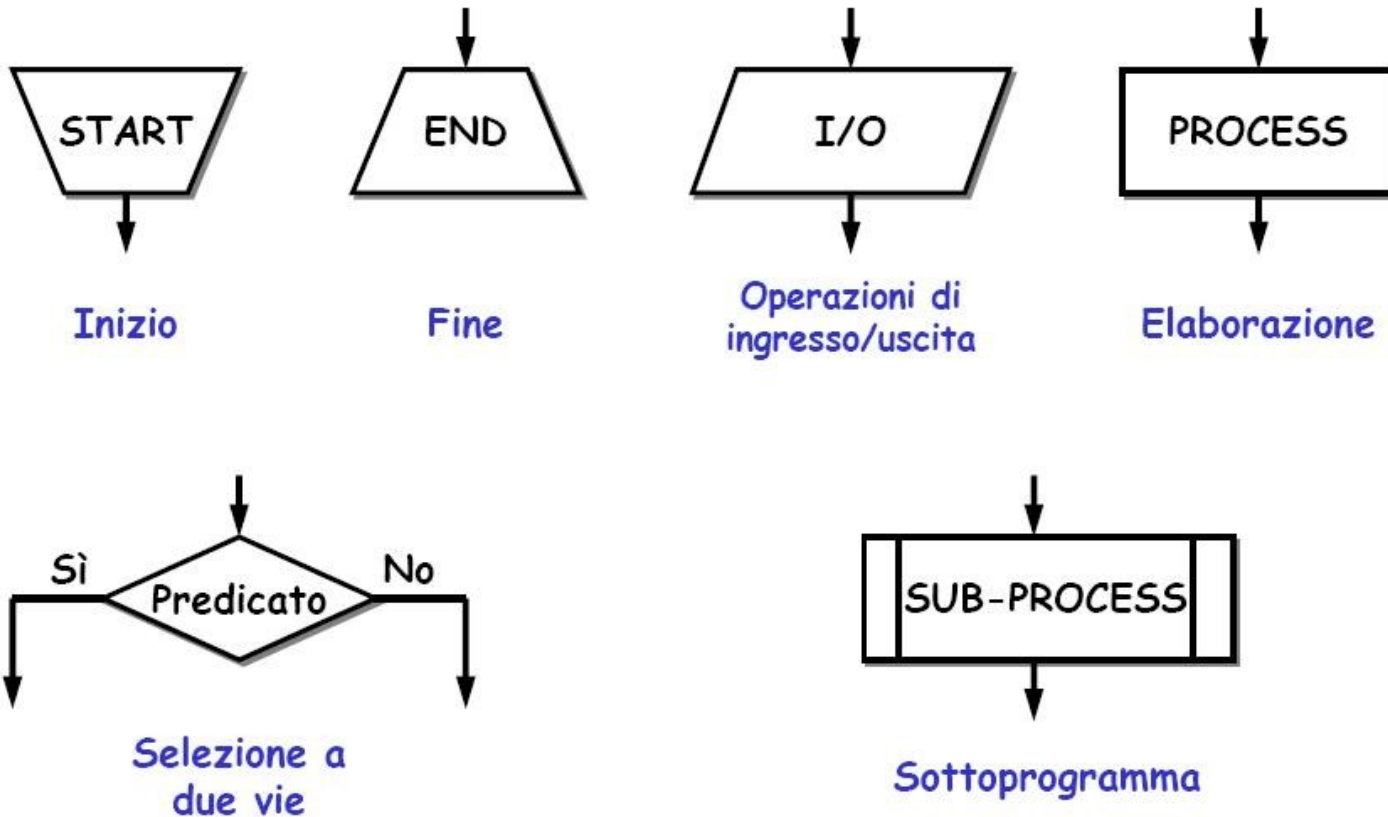 START
END
I/O
PROCESS
Inizio
Fine
Operazioni di
ingresso/uscita
Elaborazione
Sì
Predicato
No
SUB-PROCESS
Selezione a
due vie
Sottoprogramma